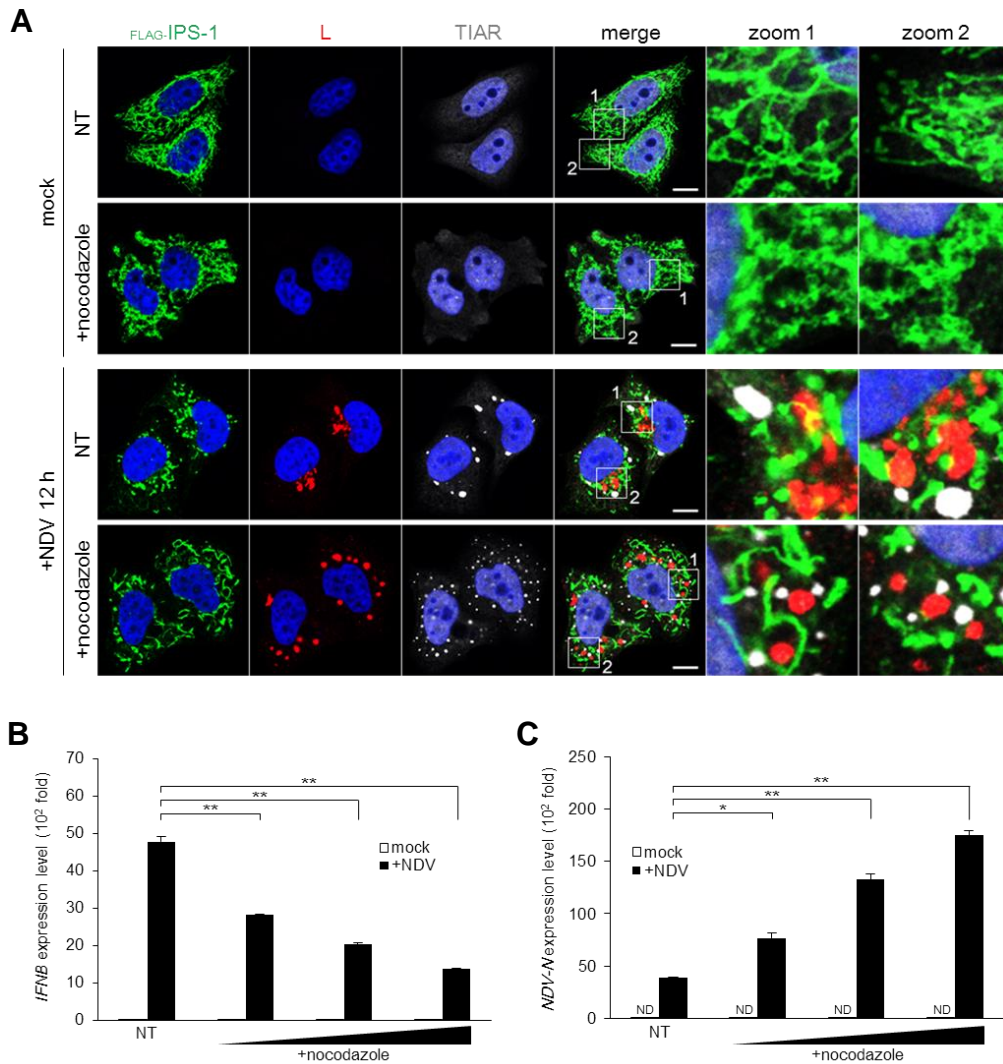 A
FLAG-IPS-1 L TIAR merge zoom 1 zoom 2
mock
NT
1
2
+nocodazole
1
2
+NDV 12 h
NT
1
2
+nocodazole
1
2
B
IFNB expression level (10² fold)
70
60
50
40
30
20
10
0
**
**
**
mock
+NDV
NT
+nocodazole
C
NDV-N expression level (10² fold)
250
200
150
100
50
0
**
**
*
mock
+NDV
ND ND ND ND
NT
+nocodazole